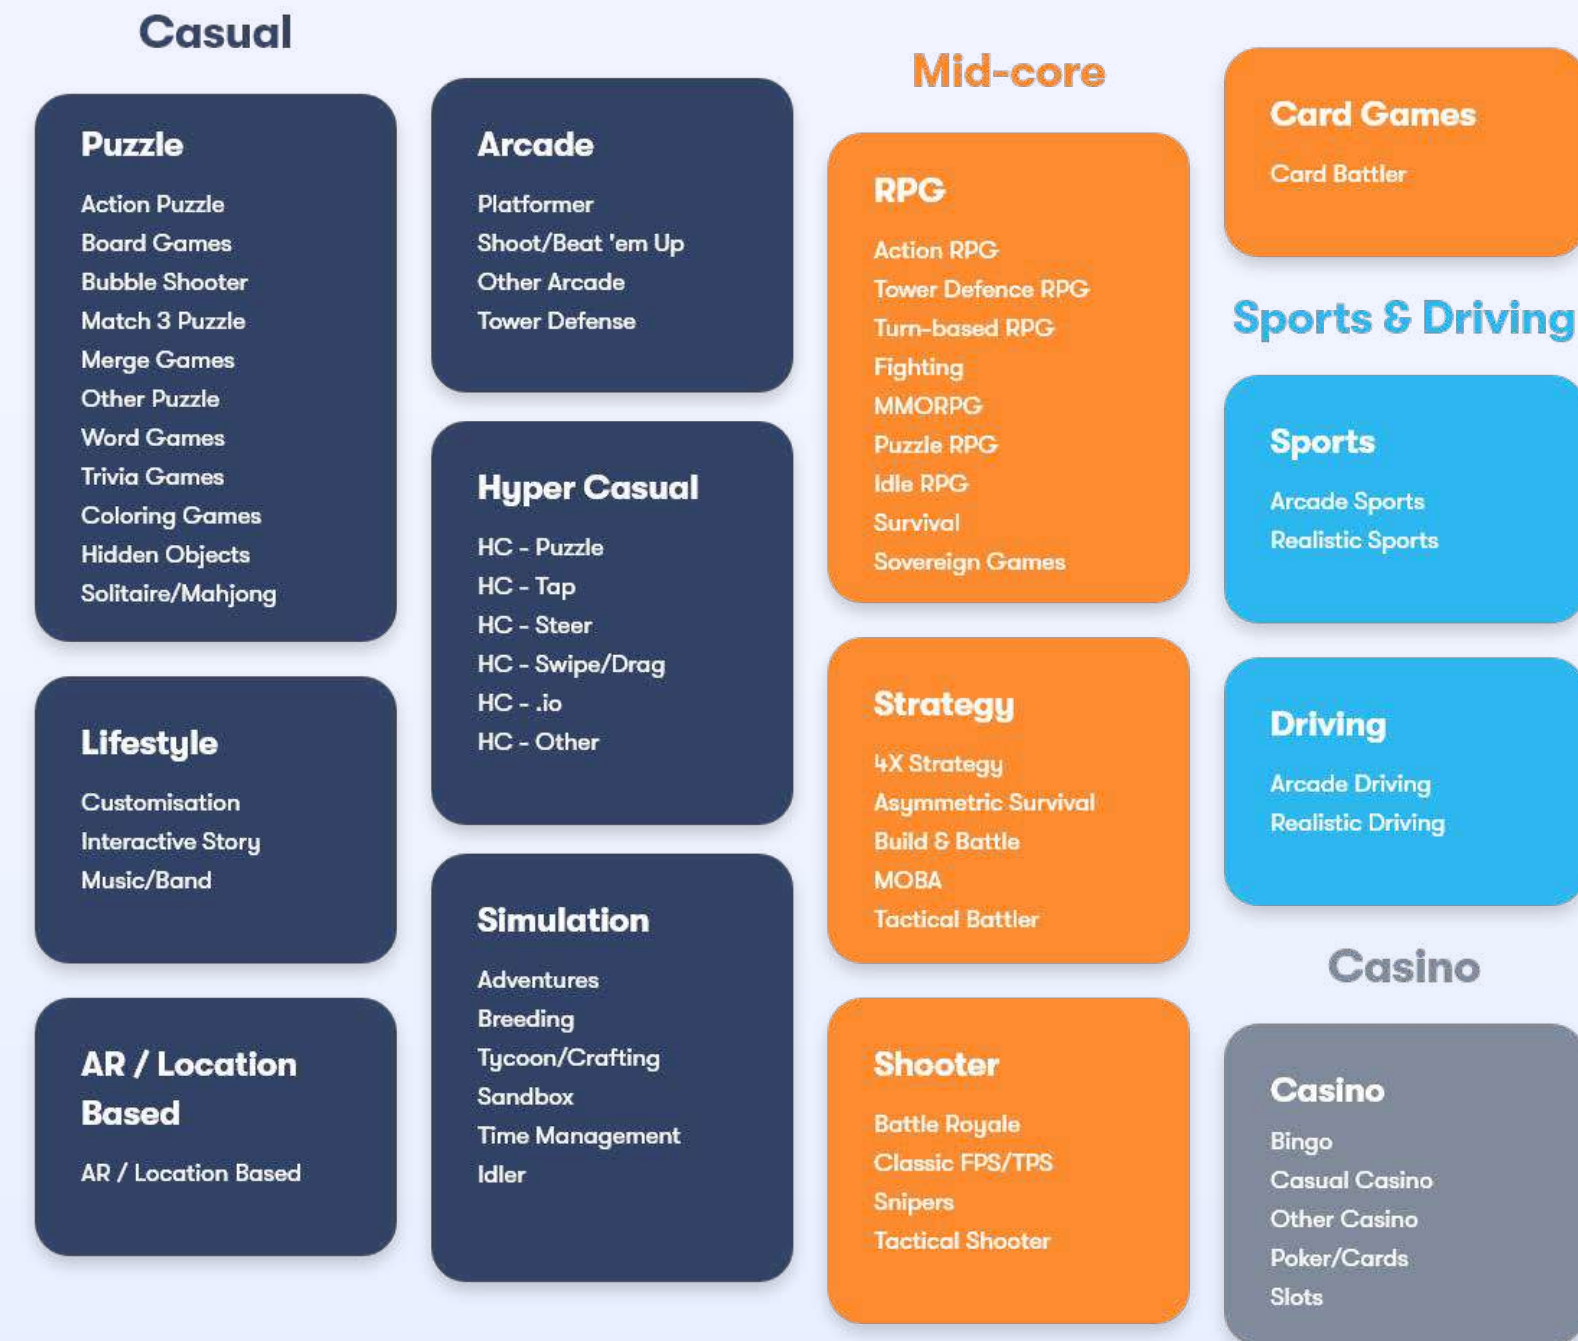 Casual
Puzzle
Action Puzzle
Board Games
Bubble Shooter
Match 3 Puzzle
Merge Games
Other Puzzle
Word Games
Trivia Games
Coloring Games
Hidden Objects
Solitaire/Mahjong
Lifestyle
Customisation
Interactive Story
Music/Band
AR / Location
Based
AR / Location Based
Arcade
Platformer
Shoot/Beat 'em Up
Other Arcade
Tower Defense
Hyper Casual
HC - Puzzle
HC - Tap
HC - Steer
HC - Swipe/Drag
HC - .io
HC - Other
Simulation
Adventures
Breeding
Tycoon/Crafting
Sandbox
Time Management
Idler
Mid-core
RPG
Action RPG
Tower Defence RPG
Turn-based RPG
Fighting
MMORPG
Puzzle RPG
Idle RPG
Survival
Sovereign Games
Strategy
4X Strategy
Asymmetric Survival
Build & Battle
MOBA
Tactical Battler
Shooter
Battle Royale
Classic FPS/TPS
Snipers
Tactical Shooter
Card Games
Card Battler
Sports & Driving
Sports
Arcade Sports
Realistic Sports
Driving
Arcade Driving
Realistic Driving
Casino
Casino
Bingo
Casual Casino
Other Casino
Poker/Cards
Slots